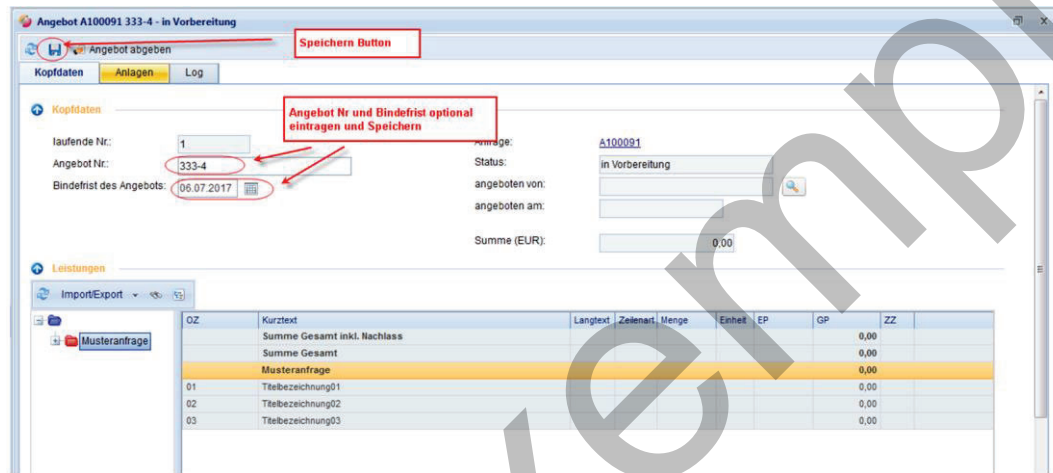 Angebot A100091 333-4 - in Vorbereitung
Angebot abgeben
Speichern Button
Kopfdaten Anlagen Log
Kopfdaten
Angebot Nr und Bindefrist optional
eintragen und Speichern
laufende Nr.: 1
Anfrage: A100091
Angebot Nr.: 333-4
Status: in Vorbereitung
Bindefrist des Angebots: 06.07.2017
angeboten von:
angeboten am:
Summe (EUR): 0,00
Leistungen
Import/Export
Musteranfrage
OZ Kurztext Langtext Zeilenart Menge Einheit EP GP ZZ
Summe Gesamt inkl. Nachlass 0,00
Summe Gesamt 0,00
Musteranfrage 0,00
01 Titelbezeichnung01 0,00
02 Titelbezeichnung02 0,00
03 Titelbezeichnung03 0,00